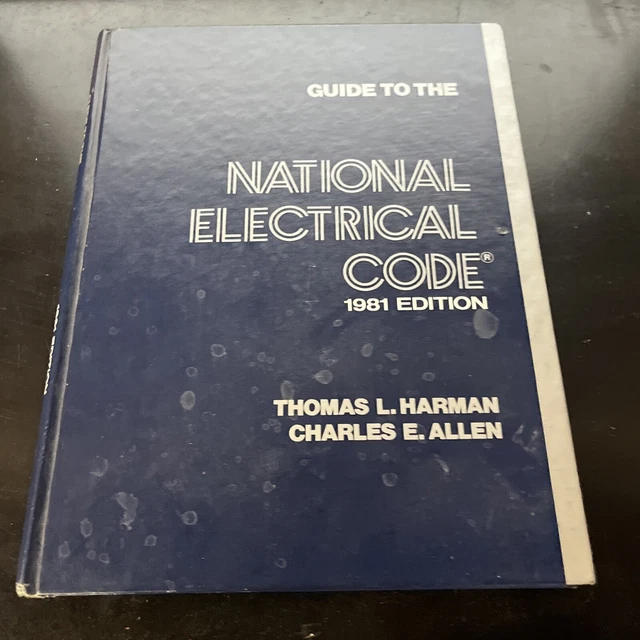 GUIDE TO THE
NATIONAL
ELECTRICAL
CODE®
1981 EDITION
THOMAS L. HARMAN
CHARLES E. ALLEN